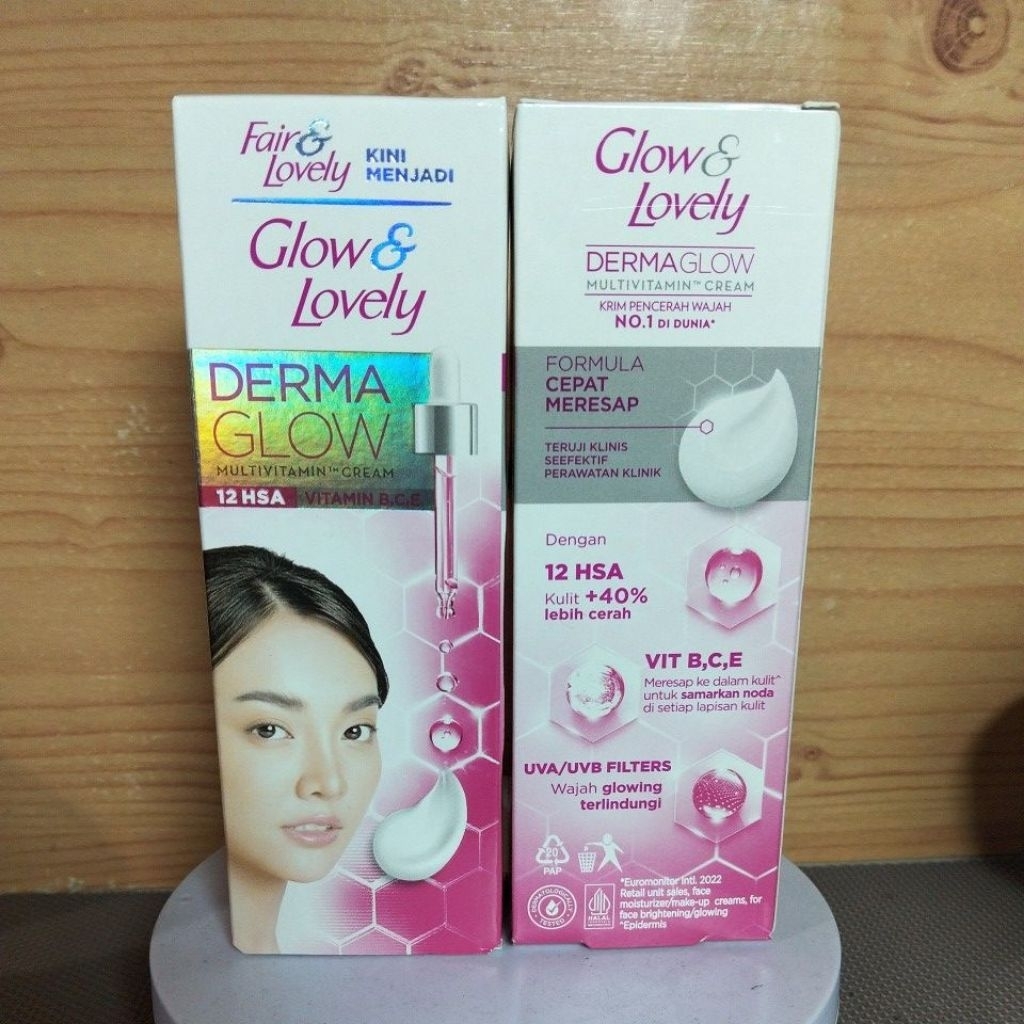 Fair &
Lovely
KINI
MENJADI
Glow &
Lovely
DERMA
GLOW
MULTIVITAMIN™ CREAM
12 HSA VITAMIN B,C,E
Glow &
Lovely
DERMAGLOW
MULTIVITAMIN™ CREAM
KRIM PENCERAH WAJAH
NO.1 DI DUNIA*
FORMULA
CEPAT
MERESAP
TERUJI KLINIS
SEEFEKTIF
PERAWATAN KLINIK
Dengan
12 HSA
Kulit +40%
lebih cerah
VIT B,C,E
Meresap ke dalam kulit^
untuk samarkan noda
di setiap lapisan kulit
UVA/UVB FILTERS
Wajah glowing
terlindungi
20
PAP
DERMATOLOGICALLY
TESTED
HALAL
*Euromonitor Intl. 2022
Retail unit sales, face
moisturizer/make-up creams, for
face brightening/glowing
^Epidermis